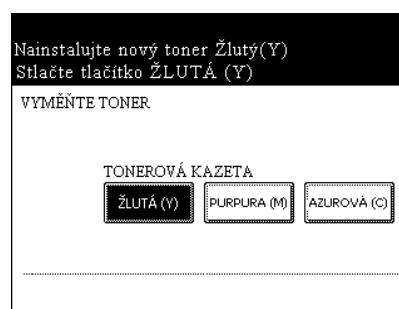 Nainstalujte nový toner Žlutý(Y)
Stlačte tlačítko ŽLUTÁ (Y)
VYMĚŇTE TONER
TONEROVÁ KAZETA
ŽLUTÁ (Y) PURPURA (M) AZUROVÁ (C)